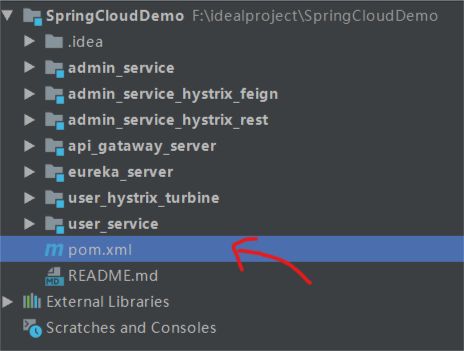 SpringCloudDemo F:\idealproject\SpringCloudDemo
.idea
admin_service
admin_service_hystrix_feign
admin_service_hystrix_rest
api_gataway_server
eureka_server
user_hystrix_turbine
user_service
m pom.xml
MD README.md
External Libraries
Scratches and Consoles